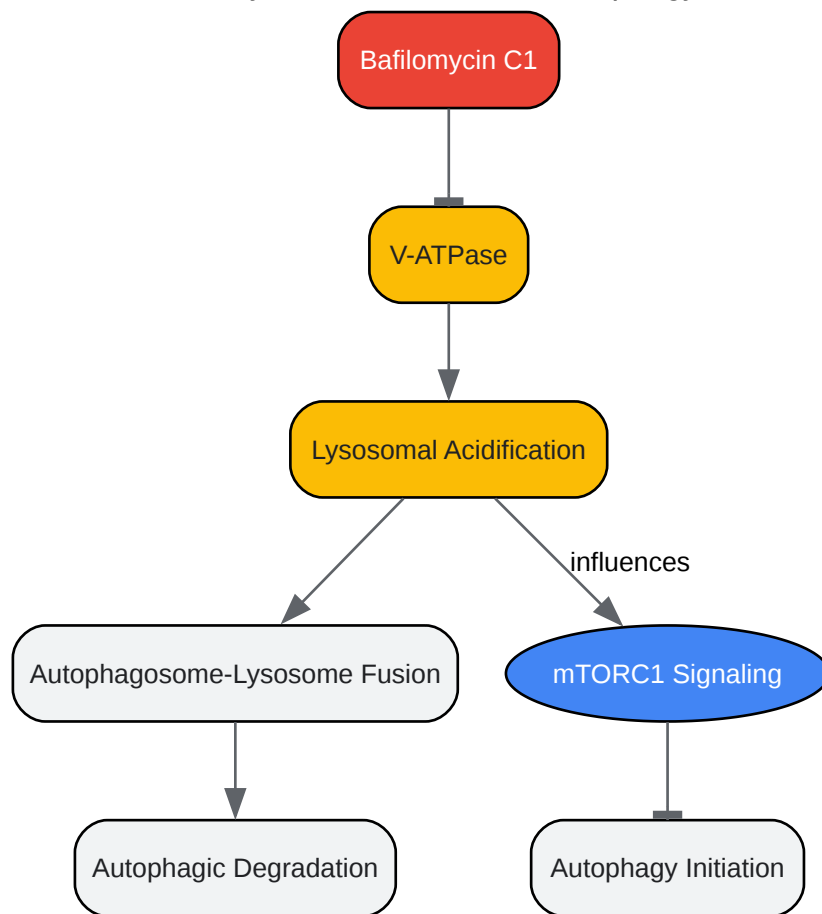 Bafilomycin C1
V-ATPase
Lysosomal Acidification
influences
Autophagosome-Lysosome Fusion
mTORC1 Signaling
Autophagic Degradation
Autophagy Initiation